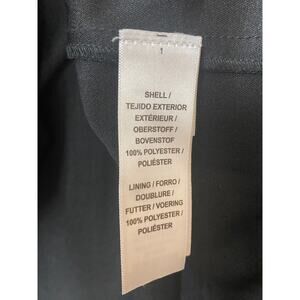 1
SHELL /
TEJIDO EXTERIOR
EXTÉRIEUR /
OBERSTOFF /
BOVENSTOF
100% POLYESTER /
POLIÉSTER
LINING / FORRO /
DOUBLURE /
FUTTER / VOERING
100% POLYESTER /
POLIÉSTER